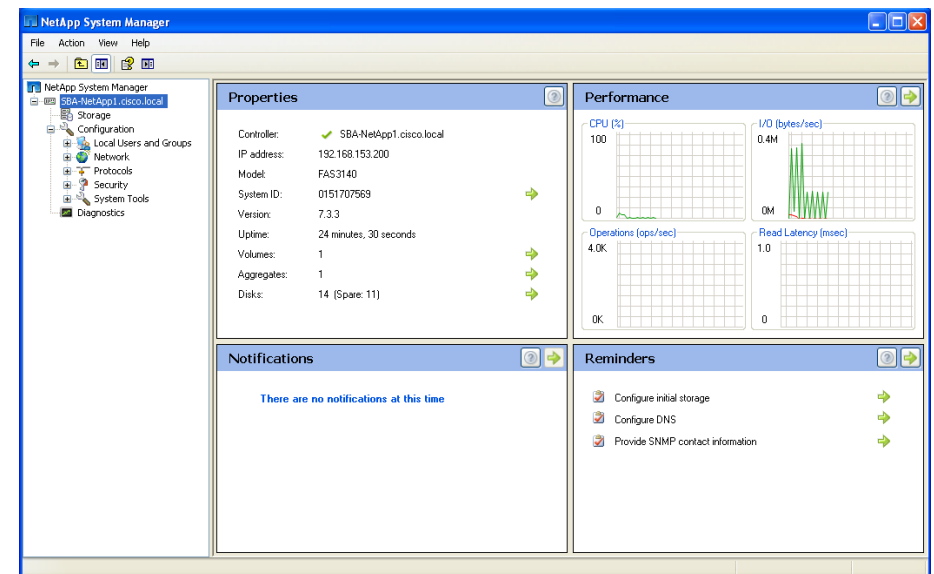 NetApp System Manager
File Action View Help
NetApp System Manager
SBA-NetApp1.cisco.local
Storage
Configuration
Local Users and Groups
Network
Protocols
Security
System Tools
Diagnostics
Properties
Controller: SBA-NetApp1.cisco.local
IP address: 192.168.153.200
Model: FAS3140
System ID: 0151707569
Version: 7.3.3
Uptime: 24 minutes, 30 seconds
Volumes: 1
Aggregates: 1
Disks: 14 (Spare: 11)
Performance
CPU (%)
100
0
I/O (bytes/sec)
0.4M
0M
Operations (ops/sec)
4.0K
0K
Read Latency (msec)
1.0
0
Notifications
There are no notifications at this time
Reminders
Configure initial storage
Configure DNS
Provide SNMP contact information